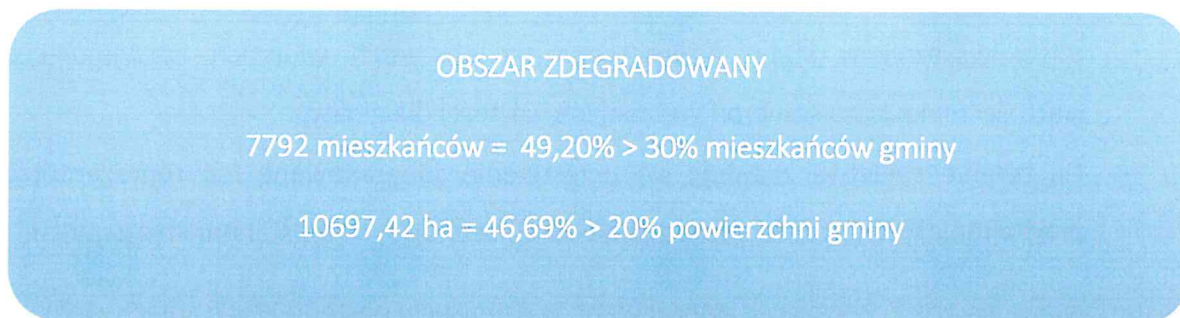 OBSZAR ZDEGRADOWANY
7792 mieszkańców = 49,20% > 30% mieszkańców gminy
10697,42 ha = 46,69% > 20% powierzchni gminy